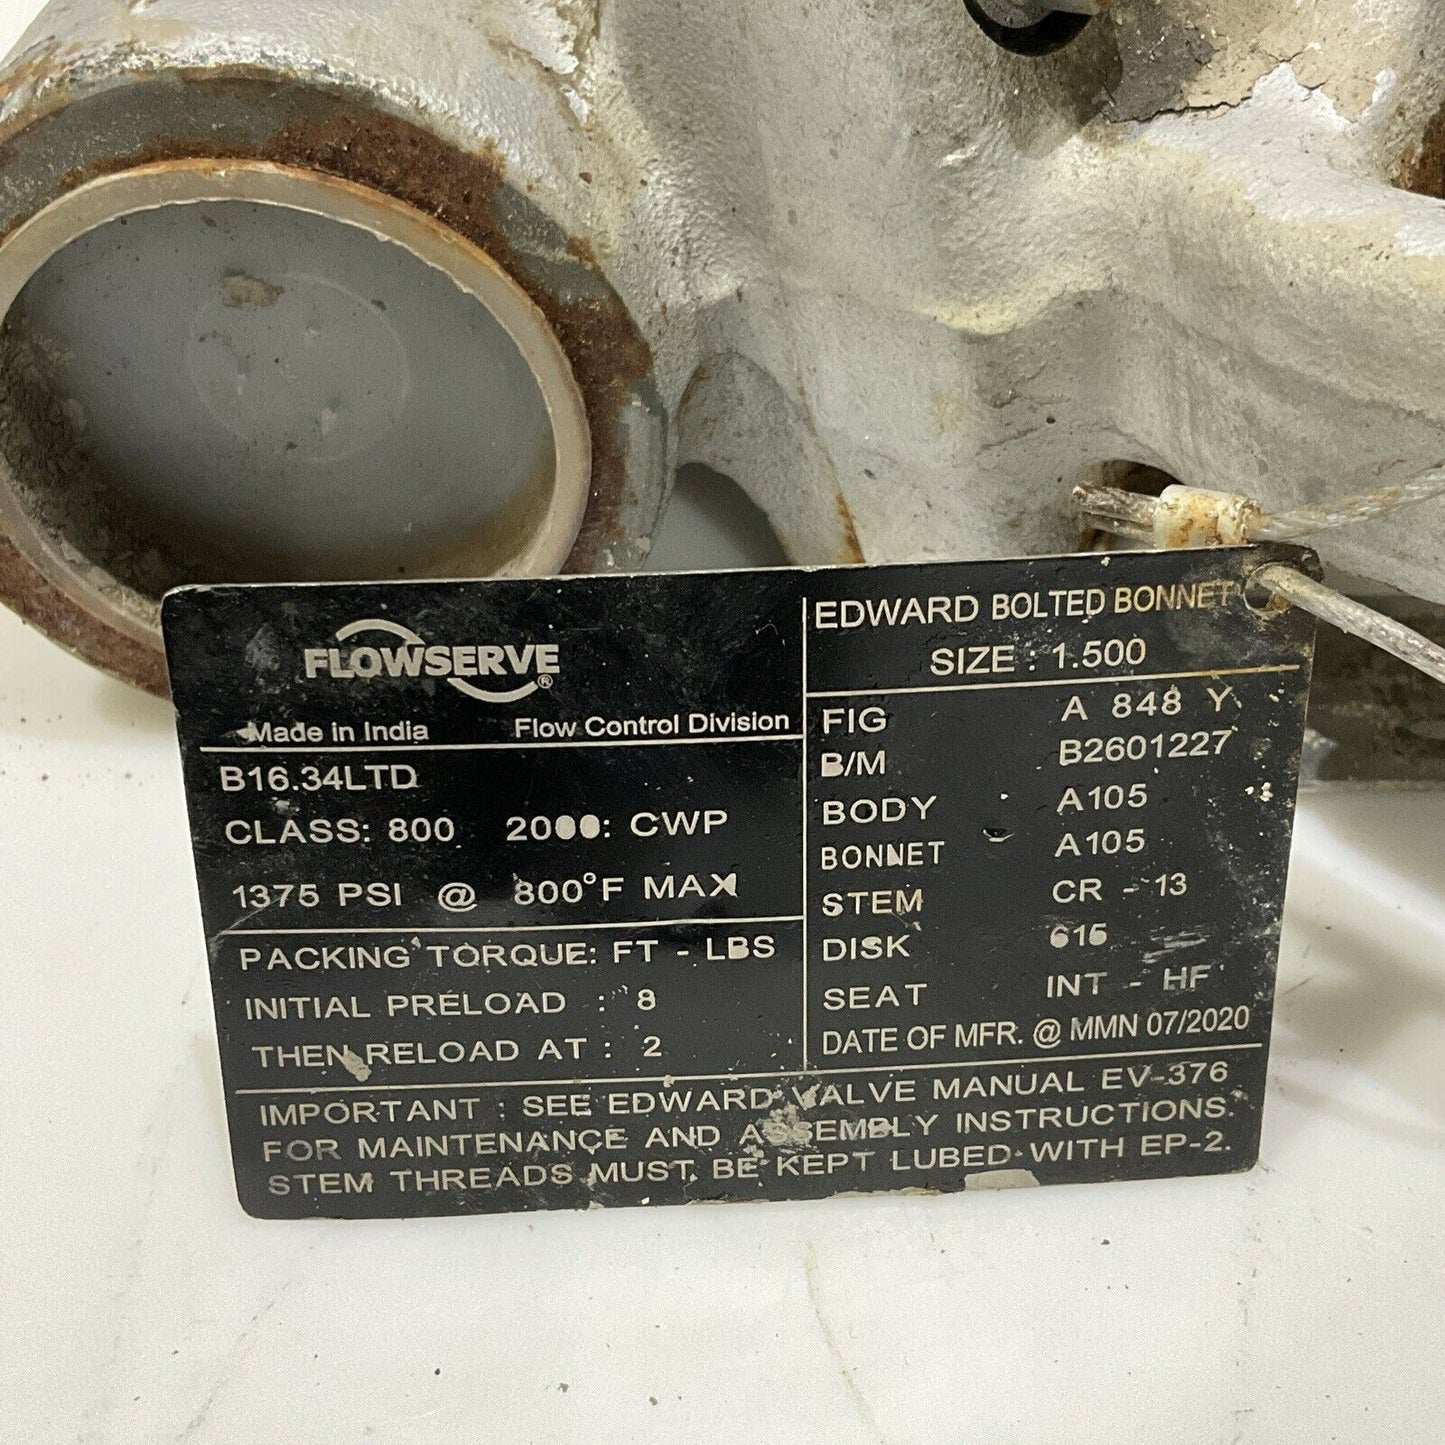 FLOWSERVE®
Made in India Flow Control Division
B16.34LTD
CLASS: 800 2000: CWP
1375 PSI @ 800°F MAX
PACKING TORQUE: FT - LBS
INITIAL PRELOAD : 8
THEN RELOAD AT : 2
EDWARD BOLTED BONNET
SIZE : 1.500
FIG A 848 Y
B/M B2601227
BODY A105
BONNET A105
STEM CR - 13
DISK 615
SEAT INT - HF
DATE OF MFR. @ MMN 07/2020
IMPORTANT : SEE EDWARD VALVE MANUAL EV-376
FOR MAINTENANCE AND ASSEMBLY INSTRUCTIONS.
STEM THREADS MUST BE KEPT LUBED WITH EP-2.